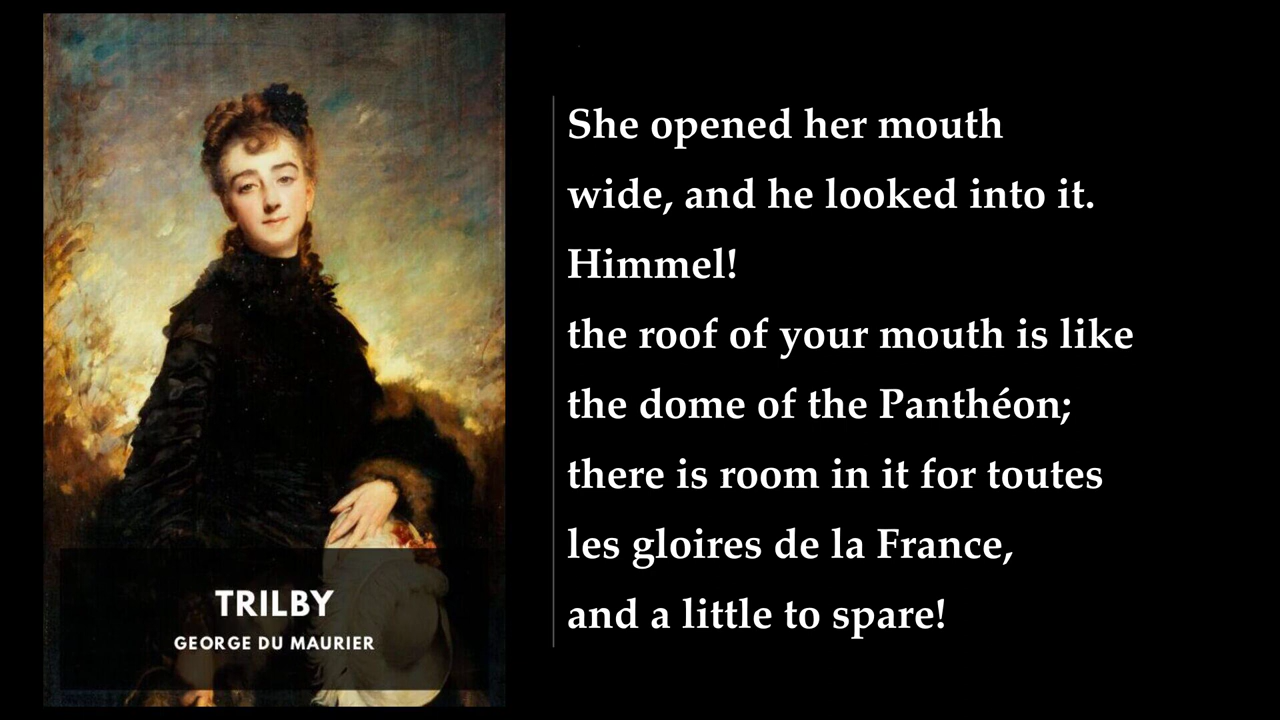 She opened her mouth
wide, and he looked into it.
Himmel!
the roof of your mouth is like
the dome of the Panthéon;
there is room in it for toutes
les gloires de la France,
and a little to spare!
TRILBY
GEORGE DU MAURIER